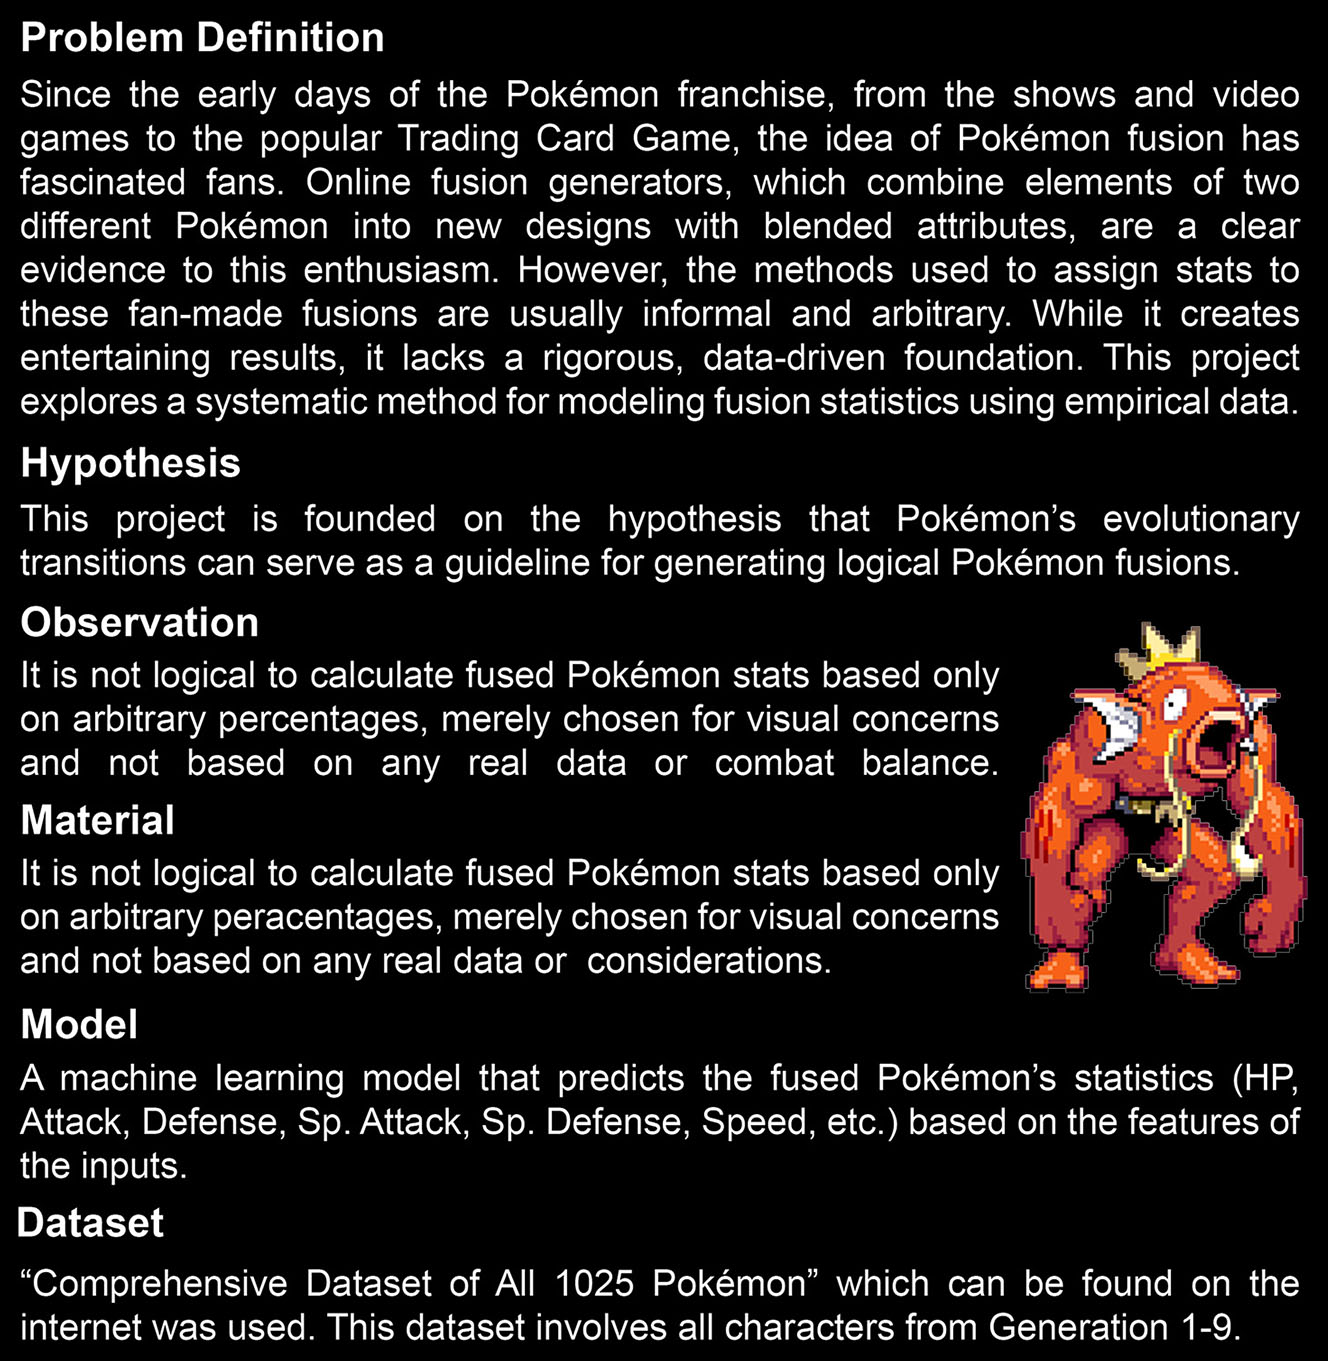 Problem Definition
Since the early days of the Pokémon franchise, from the shows and video
games to the popular Trading Card Game, the idea of Pokémon fusion has
fascinated fans. Online fusion generators, which combine elements of two
different Pokémon into new designs with blended attributes, are a clear
evidence to this enthusiasm. However, the methods used to assign stats to
these fan-made fusions are usually informal and arbitrary. While it creates
entertaining results, it lacks a rigorous, data-driven foundation. This project
explores a systematic method for modeling fusion statistics using empirical data.
Hypothesis
This project is founded on the hypothesis that Pokémon’s evolutionary
transitions can serve as a guideline for generating logical Pokémon fusions.
Observation
It is not logical to calculate fused Pokémon stats based only
on arbitrary percentages, merely chosen for visual concerns
and not based on any real data or combat balance.
Material
It is not logical to calculate fused Pokémon stats based only
on arbitrary peracentages, merely chosen for visual concerns
and not based on any real data or  considerations.
Model
A machine learning model that predicts the fused Pokémon’s statistics (HP,
Attack, Defense, Sp. Attack, Sp. Defense, Speed, etc.) based on the features of
the inputs.
Dataset
“Comprehensive Dataset of All 1025 Pokémon” which can be found on the
internet was used. This dataset involves all characters from Generation 1-9.